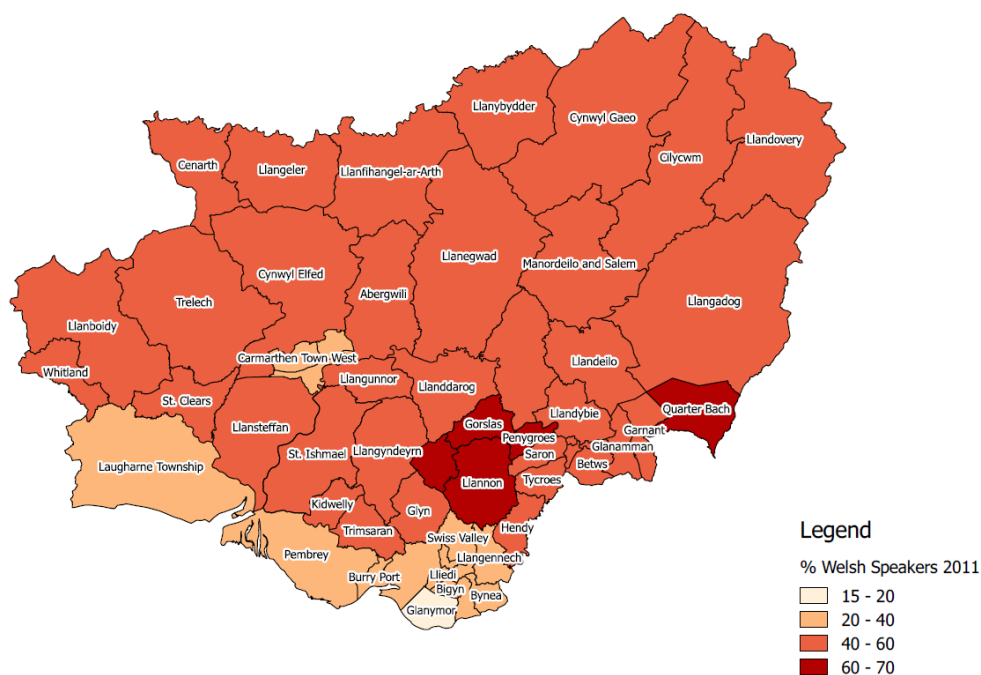 Llanybydder
Cynwyl Gaeo
Llandovery
Cilycwm
Cenarth
Llangeler
Llanfihangel-ar-Arth
Llanegwad
Manordeilo and Salem
Cynwyl Elfed
Abergwili
Trelech
Llangadog
Llanboidy
Carmarthen Town West
Llandeilo
Whitland
Llangunnor
Llanddarog
St. Clears
Quarter Bach
Llandybie
Llansteffan
Gorslas
Garnant
Penygroes
Glanamman
St. Ishmael
Llangyndeyrn
Saron
Betws
Laugharne Township
Llannon
Tycroes
Kidwelly
Glyn
Trimsaran
Hendy
Swiss Valley
Pembrey
Llangennech
Burry Port
Lliedi
Bigyn
Bynea
Glanymor
Legend
% Welsh Speakers 2011
15 - 20
20 - 40
40 - 60
60 - 70